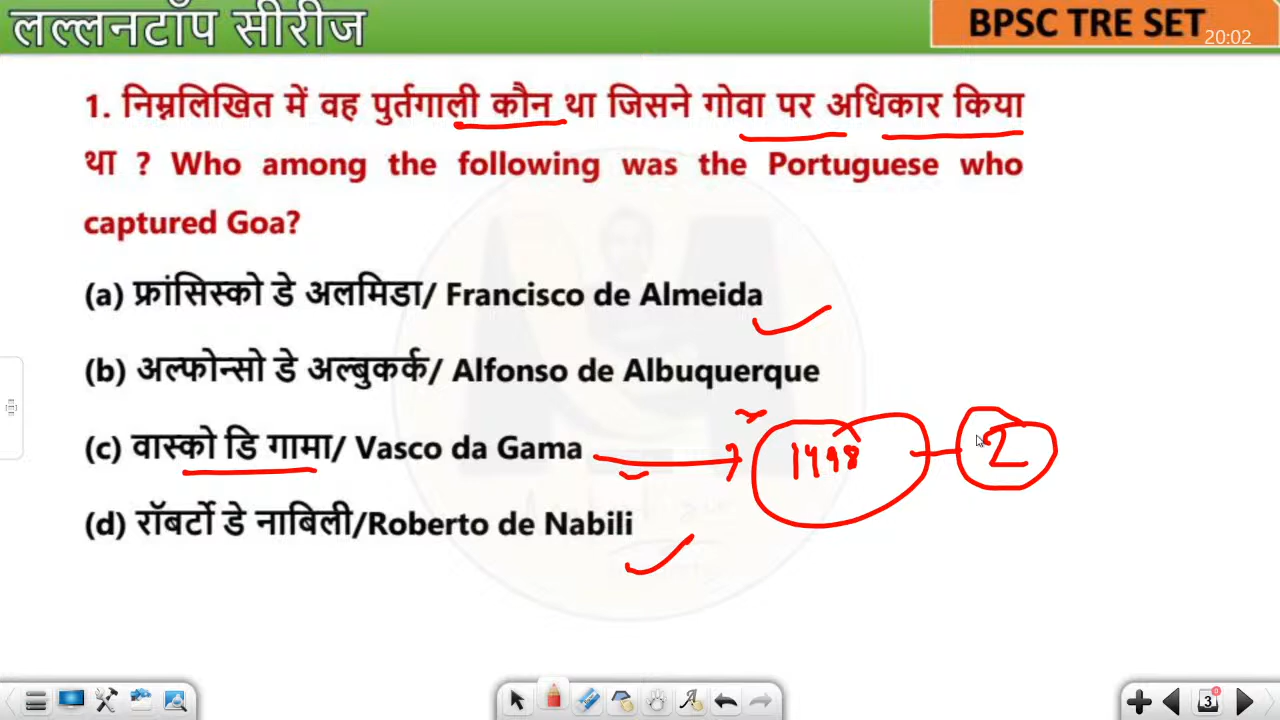 लल्लनटॉप सीरीज
BPSC TRE SET
20:02
1. निम्नलिखित में वह पुर्तगाली कौन था जिसने गोवा पर अधिकार किया
था ? Who among the following was the Portuguese who
captured Goa?
(a) फ्रांसिस्को डे अलमिडा/ Francisco de Almeida
(b) अल्फोन्सो डे अल्बुकर्क/ Alfonso de Albuquerque
(c) वास्को डि गामा/ Vasco da Gama
1498
2
(d) रॉबर्टो डे नाबिली/Roberto de Nabili
3